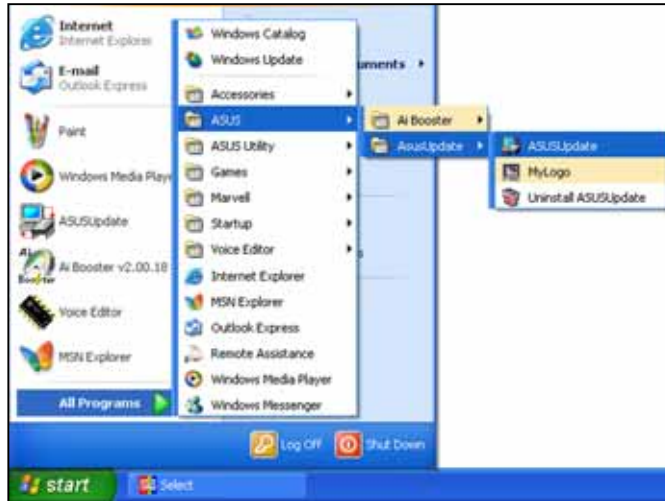 Internet
Internet Explorer
E-mail
Outlook Express
Paint
Windows Media Play
ASUSUpdate
Ai Booster v2.00.18
Voice Editor
MSN Explorer
All Programs
Windows Catalog
Windows Update
Accessories
ASUS
ASUS Utility
Games
Marvell
Startup
Voice Editor
Internet Explorer
MSN Explorer
Outlook Express
Remote Assistance
Windows Media Player
Windows Messenger
uments
s
Ai Booster
AsusUpdate
ASUSUpdate
MyLogo
Uninstall ASUSUpdate
Log Off
Shut Down
start
Select